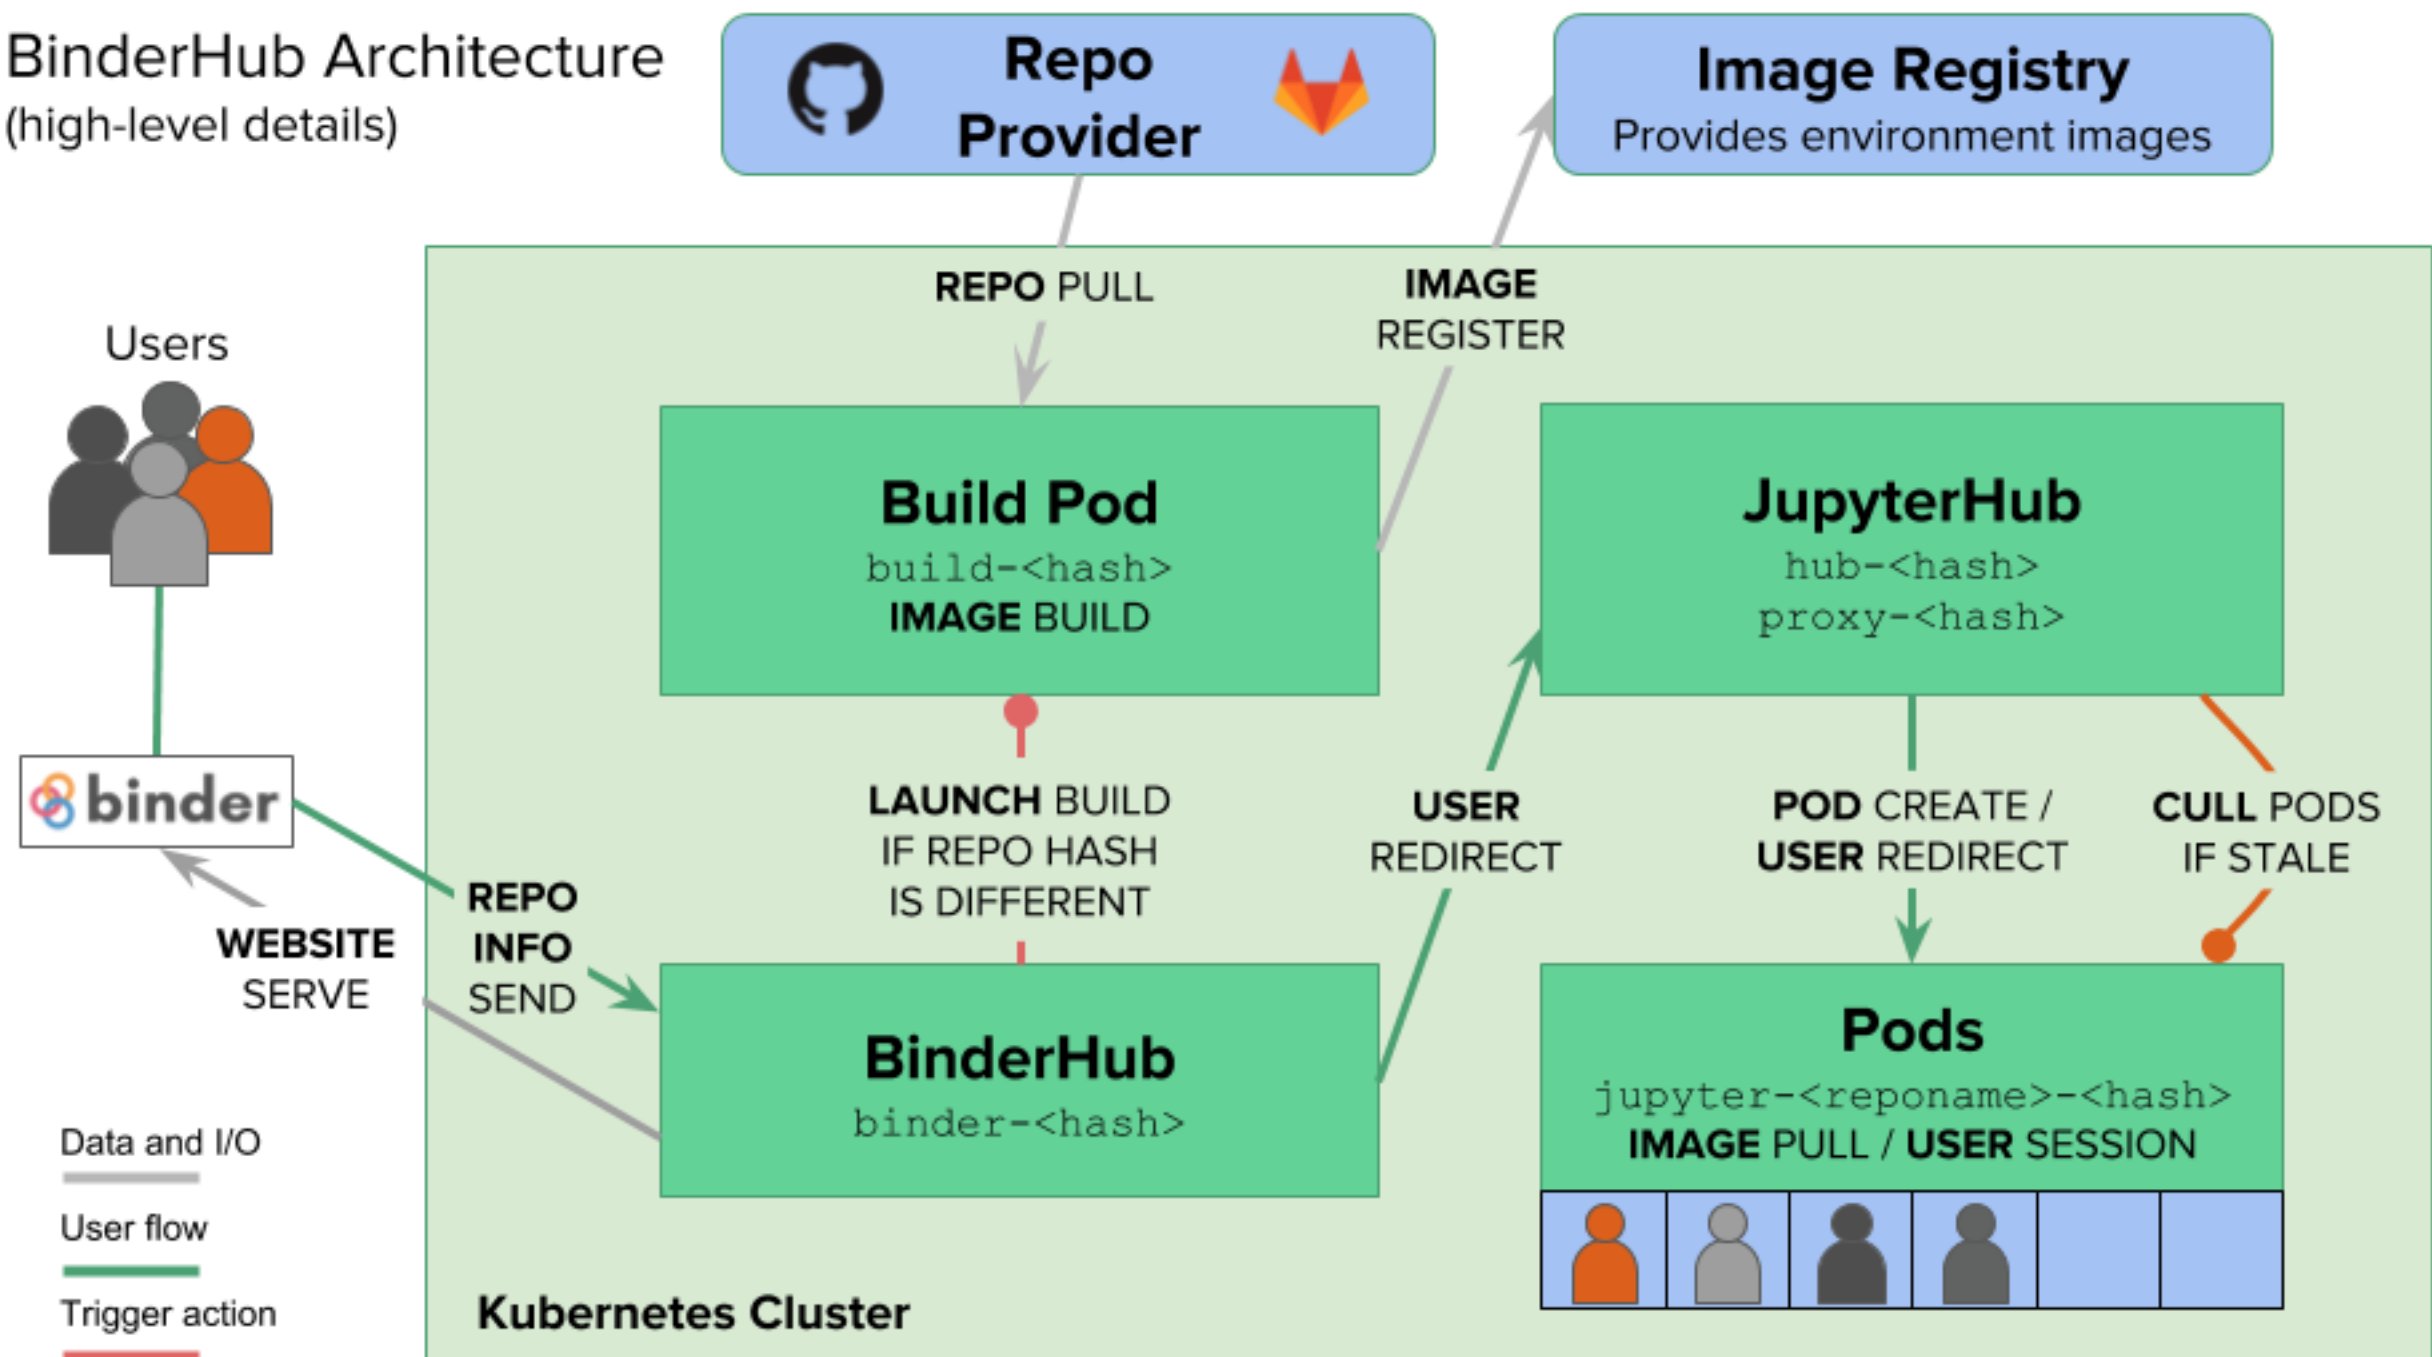 BinderHub Architecture
(high-level details)
Repo
Provider
Image Registry
Provides environment images
REPO PULL
IMAGE
REGISTER
Users
Build Pod
build-<hash>
IMAGE BUILD
JupyterHub
hub-<hash>
proxy-<hash>
binder
LAUNCH BUILD
IF REPO HASH
IS DIFFERENT
USER
REDIRECT
POD CREATE /
USER REDIRECT
CULL PODS
IF STALE
REPO
INFO
SEND
WEBSITE
SERVE
BinderHub
binder-<hash>
Pods
jupyter-<reponame>-<hash>
IMAGE PULL / USER SESSION
Data and I/O
User flow
Trigger action
Kubernetes Cluster